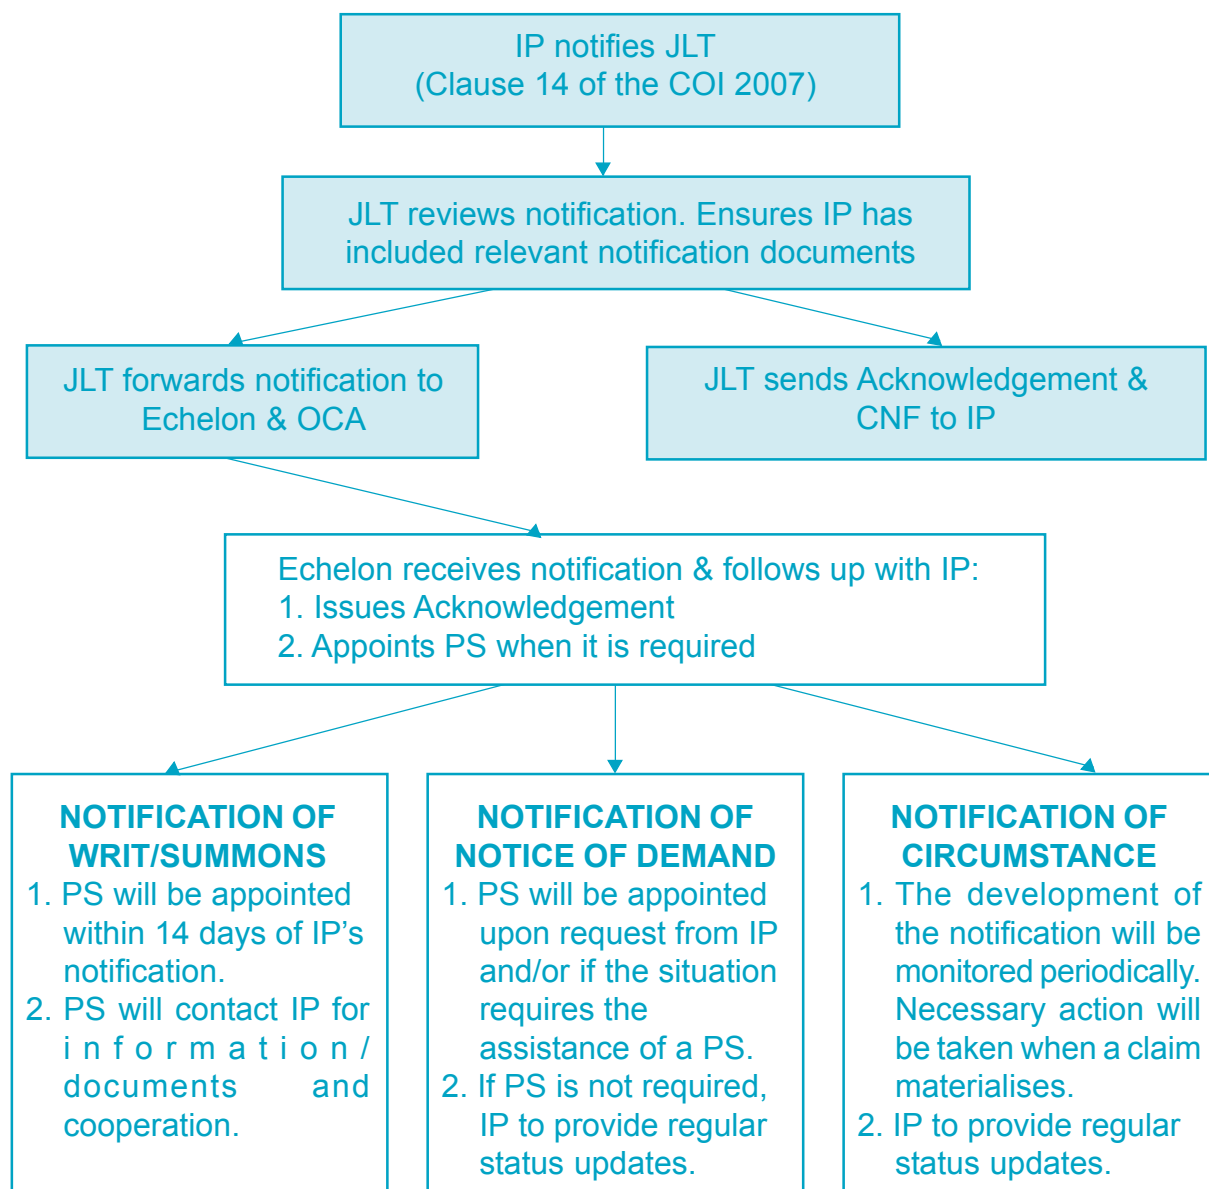 IP notifies JLT
(Clause 14 of the COI 2007)
JLT reviews notification. Ensures IP has
included relevant notification documents
JLT forwards notification to
Echelon & OCA
JLT sends Acknowledgement &
CNF to IP
Echelon receives notification & follows up with IP:
1. Issues Acknowledgement
2. Appoints PS when it is required
NOTIFICATION OF
WRIT/SUMMONS
1. PS will be appointed
within 14 days of IP's
notification.
2. PS will contact IP for
information/
documents and
cooperation.
NOTIFICATION OF
NOTICE OF DEMAND
1. PS will be appointed
upon request from IP
and/or if the situation
requires the
assistance of a PS.
2. If PS is not required,
IP to provide regular
status updates.
NOTIFICATION OF
CIRCUMSTANCE
1. The development of
the notification will be
monitored periodically.
Necessary action will
be taken when a claim
materialises.
2. IP to provide regular
status updates.